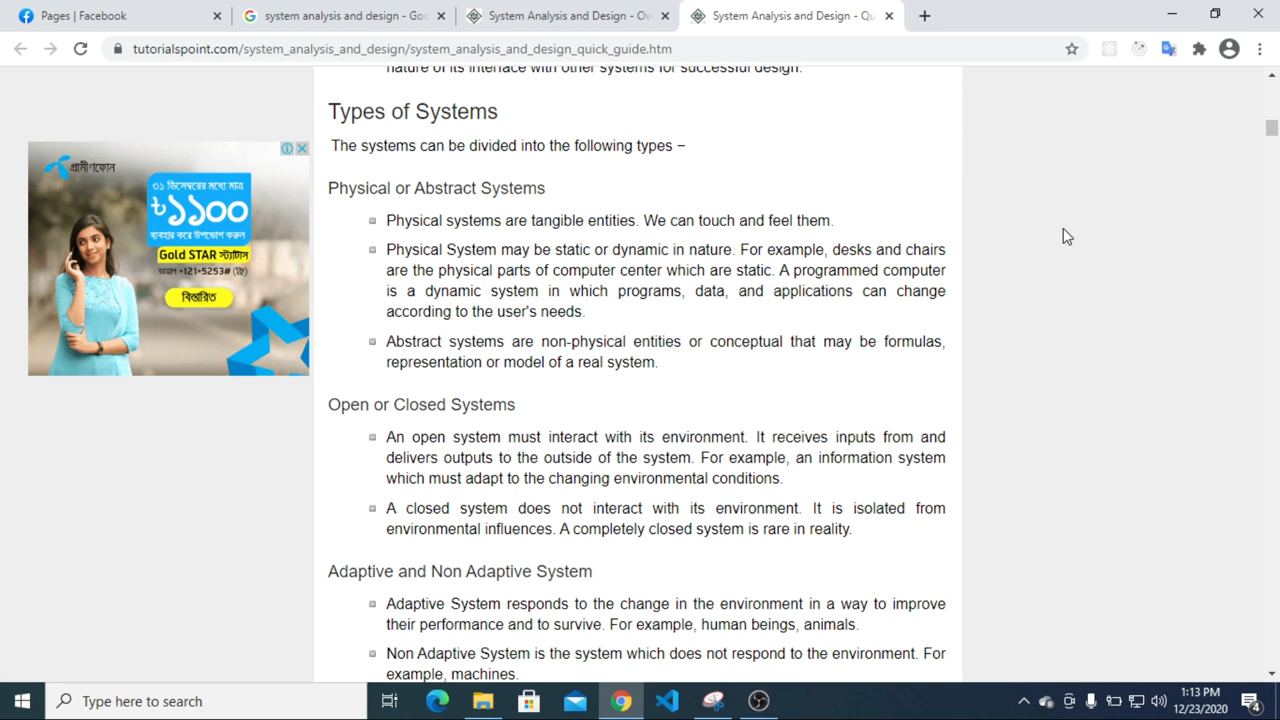 Pages | Facebook
system analysis and design - Goo
System Analysis and Design - Ove
System Analysis and Design - Qu
tutorialspoint.com/system_analysis_and_design/system_analysis_and_design_quick_guide.htm
nature of its interface with other systems for successful design.
Types of Systems
The systems can be divided into the following types −
Physical or Abstract Systems
Physical systems are tangible entities. We can touch and feel them.
Physical System may be static or dynamic in nature. For example, desks and chairs
are the physical parts of computer center which are static. A programmed computer
is a dynamic system in which programs, data, and applications can change
according to the user's needs.
Abstract systems are non-physical entities or conceptual that may be formulas,
representation or model of a real system.
Open or Closed Systems
An open system must interact with its environment. It receives inputs from and
delivers outputs to the outside of the system. For example, an information system
which must adapt to the changing environmental conditions.
A closed system does not interact with its environment. It is isolated from
environmental influences. A completely closed system is rare in reality.
Adaptive and Non Adaptive System
Adaptive System responds to the change in the environment in a way to improve
their performance and to survive. For example, human beings, animals.
Non Adaptive System is the system which does not respond to the environment. For
example, machines.
গ্রামীণফোন
৩১ ডিসেম্বরের মধ্যে মাত্র
৳১১০০
ব্যবহার করে উপভোগ করুন
Gold STAR স্ট্যাটাস
ডায়াল *121*5253# (ফ্রি)
বিস্তারিত
Type here to search
1:13 PM
12/23/2020
4